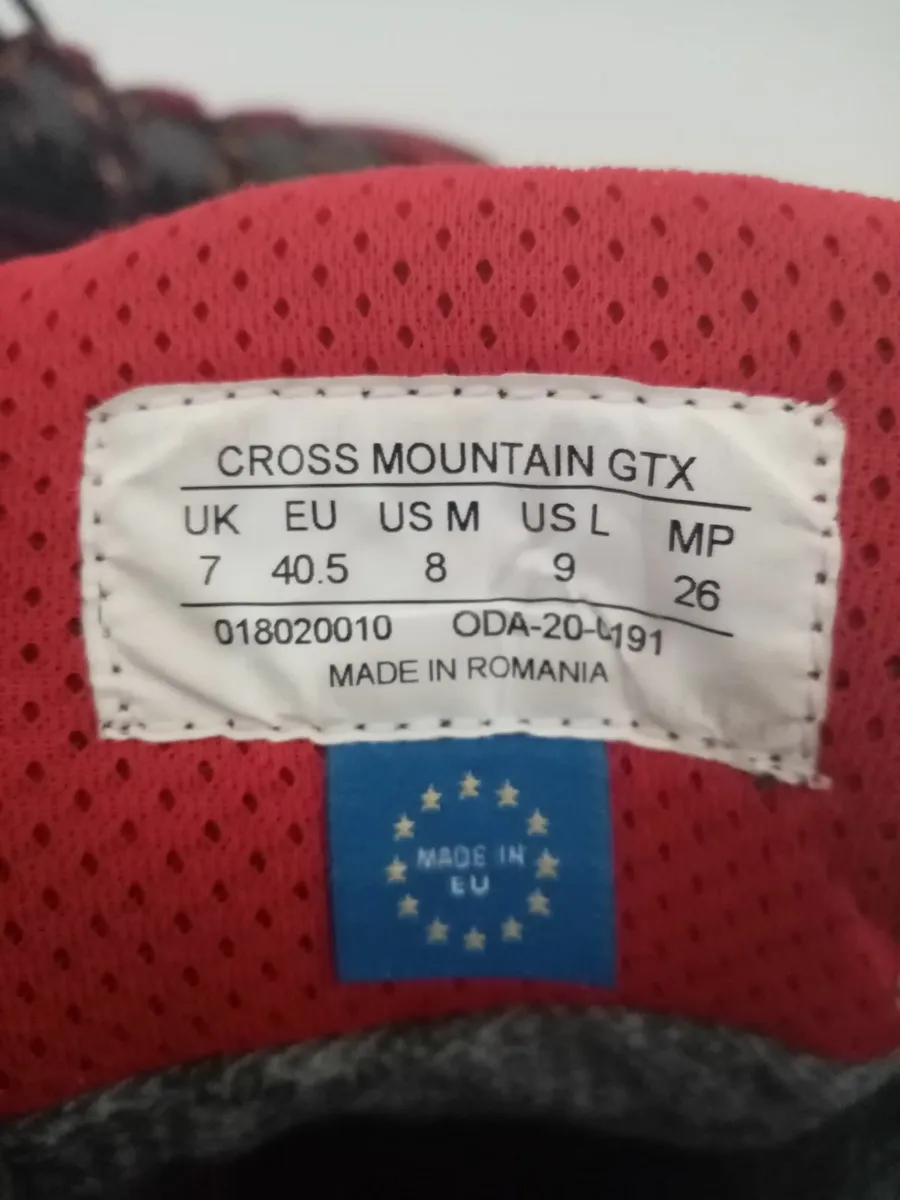 CROSS MOUNTAIN GTX
UK EU US M US L MP
7 40.5 8 9 26
018020010
MADE IN ROMANIA
MADE IN
EU